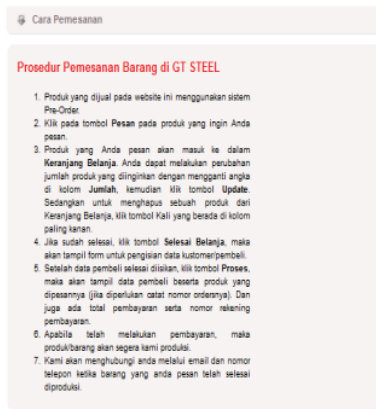 Cara Pemesanan
Prosedur Pemesanan Barang di GT STEEL
1. Produk yang dijual pada website ini menggunakan sistem
Pre-Order.
2. Klik pada tombol Pesan pada produk yang ingin Anda
pesan.
3. Produk yang Anda pesan akan masuk ke dalam
Keranjang Belanja. Anda dapat melakukan perubahan
jumlah produk yang diinginkan dengan mengganti angka
di kolom Jumlah, kemudian klik tombol Update.
Sedangkan untuk menghapus sebuah produk dari
Keranjang Belanja, klik tombol Kali yang berada di kolom
paling kanan.
4. Jika sudah selesai, klik tombol Selesai Belanja, maka
akan tampil form untuk pengisian data kustomer/pembeli.
5. Setelah data pembeli selesai diisikan, klik tombol Proses,
maka akan tampil data pembeli beserta produk yang
dipesannya (jika diperlukan catat nomor ordernya). Dan
juga ada total pembayaran serta nomor rekening
pembayaran.
6. Apabila telah melakukan pembayaran, maka
produk/barang akan segera kami produksi.
7. Kami akan menghubungi anda melalui email dan nomor
telepon ketika barang yang anda pesan telah selesai
diproduksi.